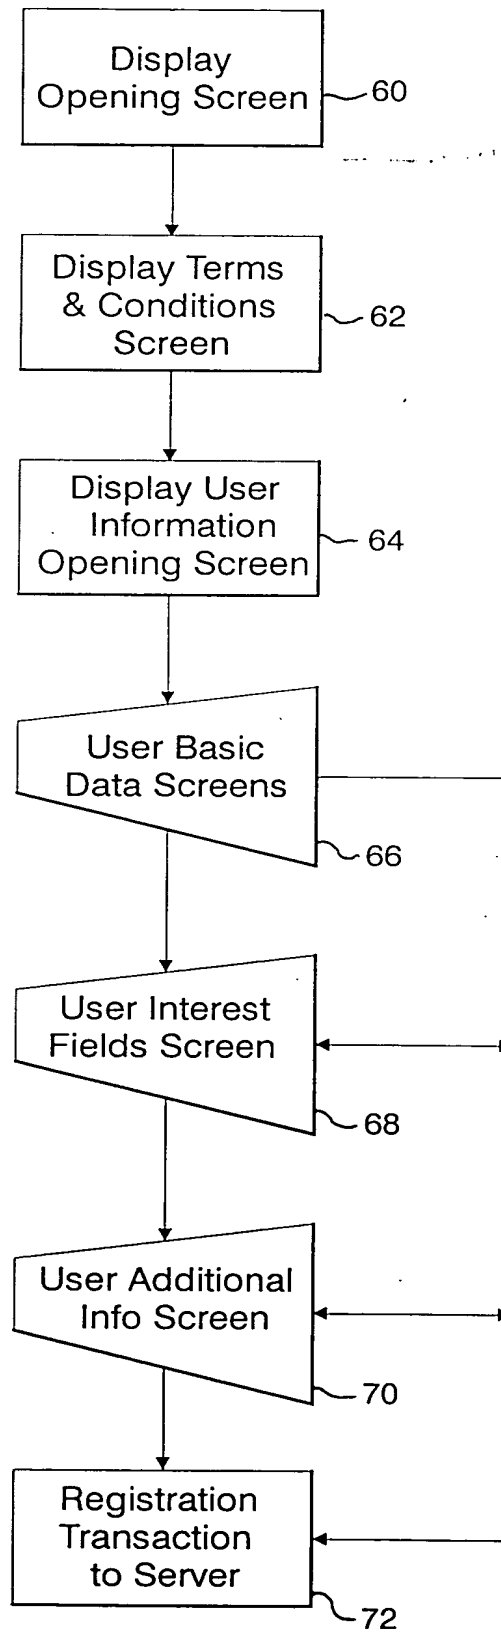 Display
Opening Screen
60
Display Terms
& Conditions
Screen
62
Display User
Information
Opening Screen
64
User Basic
Data Screens
66
User Interest
Fields Screen
68
User Additional
Info Screen
70
Registration
Transaction
to Server
72